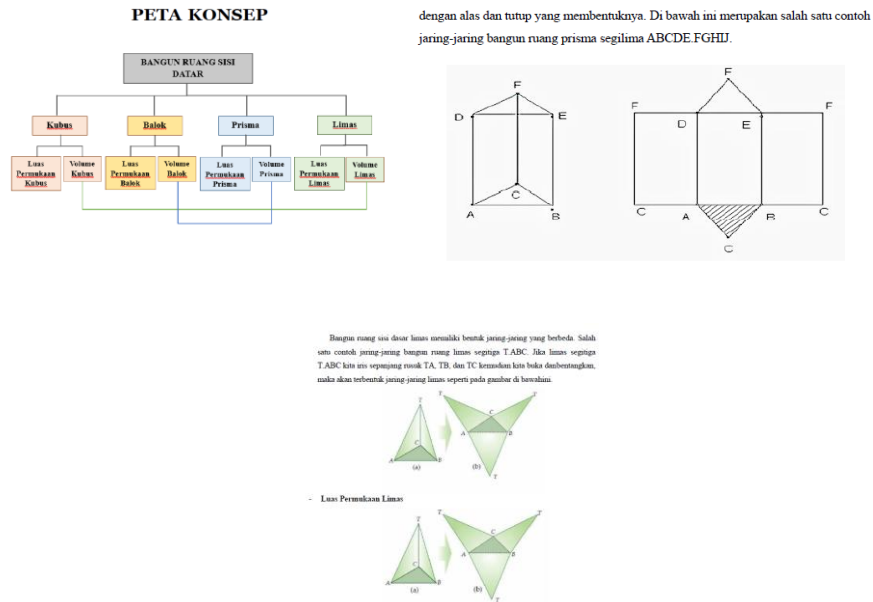 PETA KONSEP
BANGUN RUANG SISI
DATAR
Kubus
Balok
Prisma
Limas
Luas
Permukaan
Kubus
Volume
Kubus
Luas
Permukaan
Balok
Volume
Balok
Luas
Permukaan
Prisma
Volume
Prisma
Luas
Permukaan
Limas
Volume
Limas
dengan alas dan tutup yang membentuknya. Di bawah ini merupakan salah satu contoh
jaring-jaring bangun ruang prisma segilima ABCDE.FGHIJ.
F
D
E
C
A
B
F
F
F
D
E
C
A
B
C
C
Bangun ruang sisi dasar limas memiliki bentuk jaring-jaring yang berbeda. Salah
satu contoh jaring-jaring bangun ruang limas segitiga T.ABC. Jika limas segitiga
T.ABC kita iris sepanjang rusuk TA, TB, dan TC kemudian kita buka danbentangkan,
maka akan terbentuk jaring-jaring limas seperti pada gambar di bawahini.
T
C
A
B
(a)
T
T
C
A
B
(b)
T
- Luas Permukaan Limas
T
C
A
B
(a)
T
T
C
A
B
(b)
T